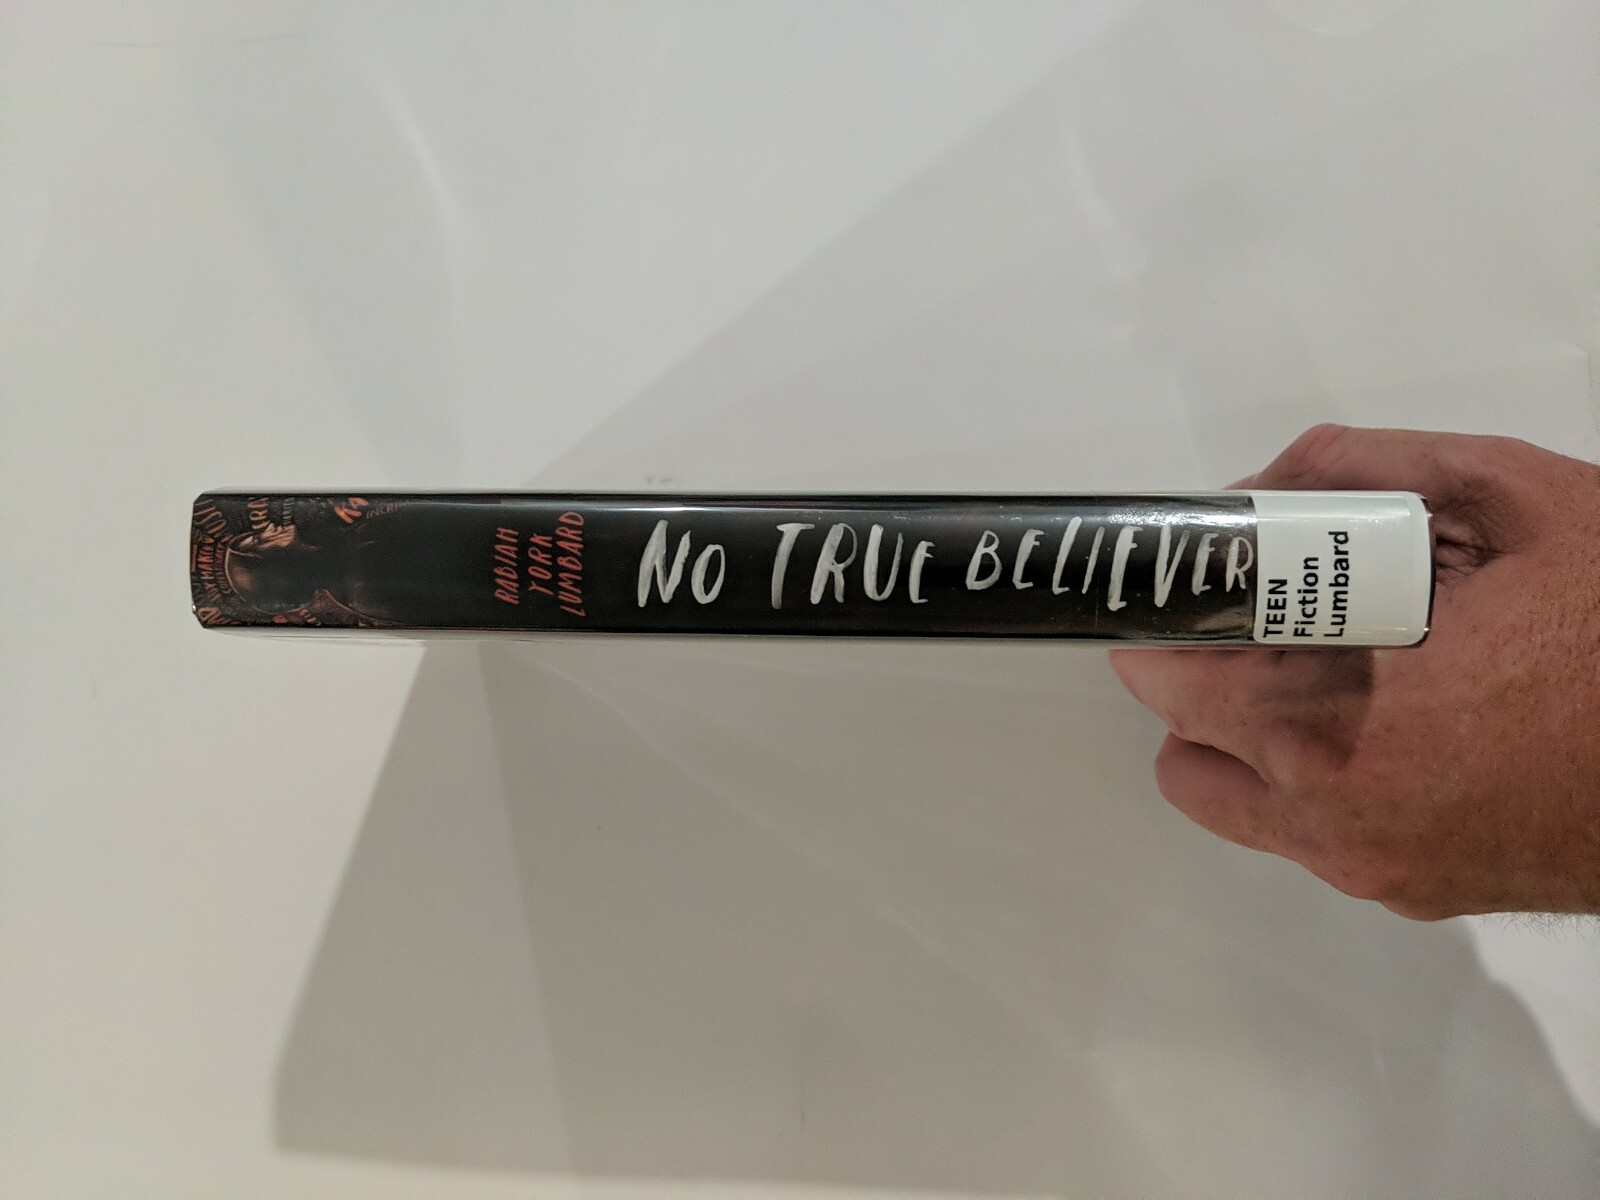 RABIAH
YORK
LUMBARD
NO TRUE BELIEVER
TEEN
Fiction
Lumbard